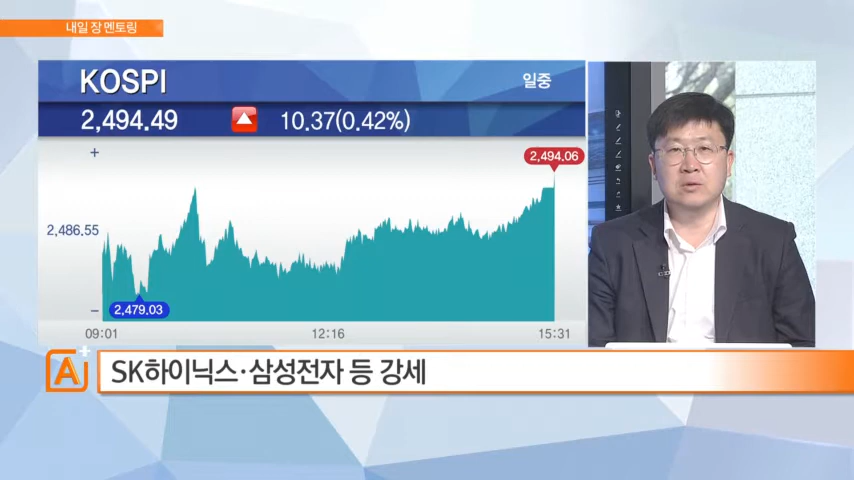 내일 장 멘토링
KOSPI
일중
2,494.49
10.37(0.42%)
+
2,494.06
2,486.55
−
2,479.03
09:01
12:16
15:31
A+
SK하이닉스·삼성전자 등 강세